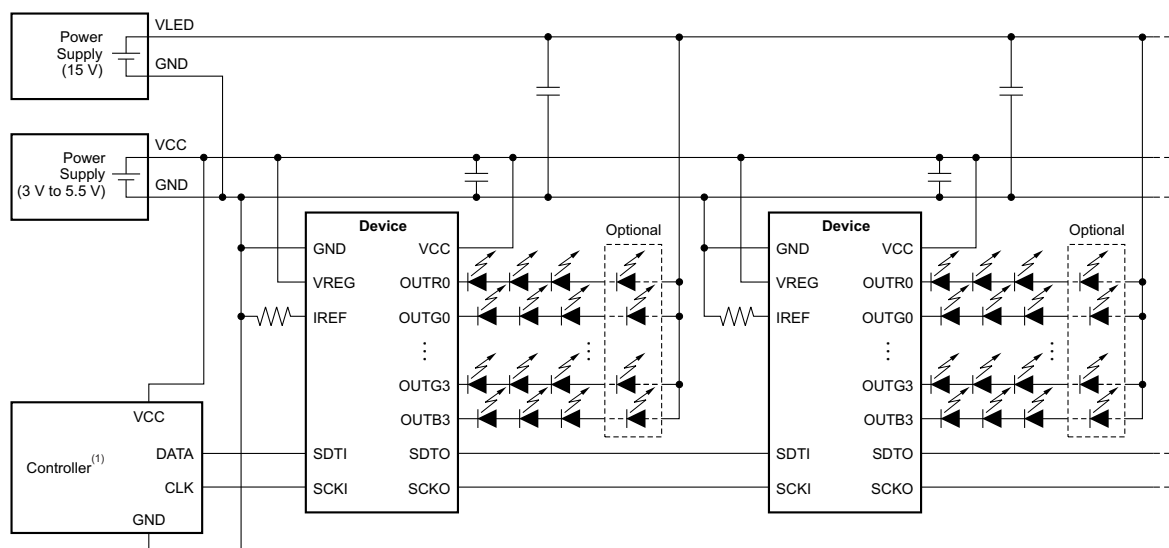 VLED
Power
Supply
(15 V)
GND
VCC
Power
Supply
(3 V to 5.5 V)
GND
Device
GND
VREG
IREF
VCC
OUTR0
OUTG0
⋮
⋮
OUTG3
OUTB3
SDTI
SDTO
SCKI
SCKO
Optional
Device
GND
VREG
IREF
VCC
OUTR0
OUTG0
⋮
⋮
OUTG3
OUTB3
SDTI
SDTO
SCKI
SCKO
Optional
VCC
Controller(1)
DATA
CLK
GND